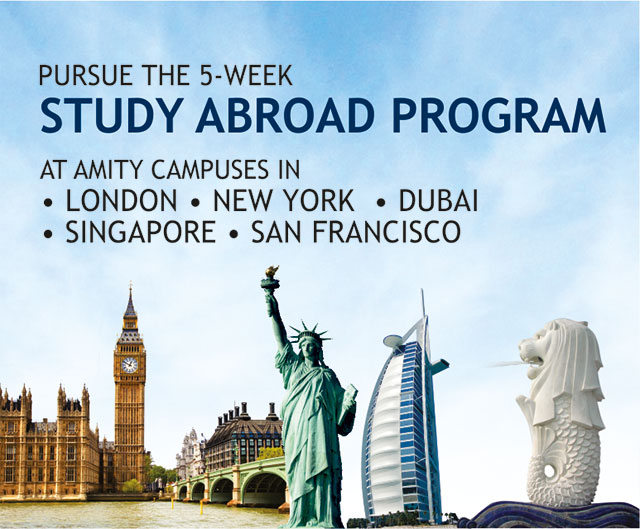 PURSUE THE 5-WEEK
STUDY ABROAD PROGRAM
AT AMITY CAMPUSES IN
• LONDON • NEW YORK • DUBAI
• SINGAPORE • SAN FRANCISCO